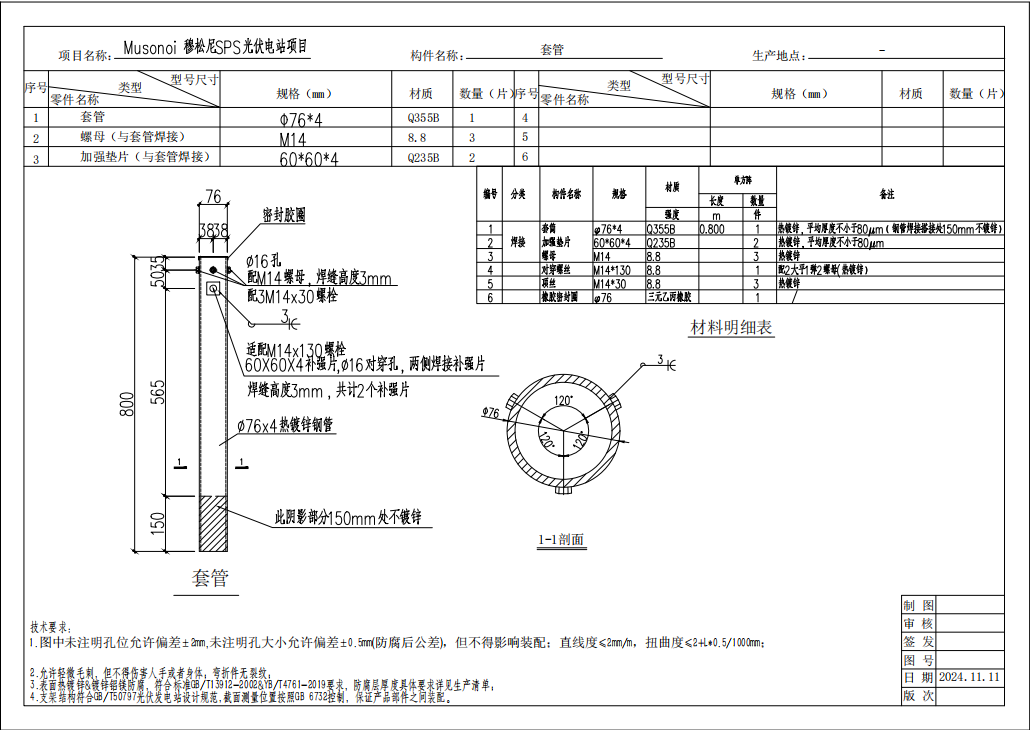 项目名称: Musonoi 穆松尼SPS光伏电站项目 构件名称: 套管 生产地点: -
序号 类型 型号尺寸 零件名称 规格（mm） 材质 数量（片） 序号 类型 型号尺寸 零件名称 规格（mm） 材质 数量（片）
1 套管 φ76*4 Q355B 1 4
2 螺母（与套管焊接） M14 8.8 3 5
3 加强垫片（与套管焊接） 60*60*4 Q235B 2 6
编号 分类 构件名称 规格 材质 单方阵 备注
长度 数量
强度 m 件
1 焊接 套筒 φ76*4 Q355B 0.800 1 热镀锌，平均厚度不小于80μm（钢管焊接搭接处150mm不镀锌）
2 加强垫片 60*60*4 Q235B 2 热镀锌，平均厚度不小于80μm
3 螺母 M14 8.8 3 热镀锌
4 对穿螺丝 M14*130 8.8 1 配2大平1弹2螺母(热镀锌)
5 顶丝 M14*30 8.8 3 热镀锌
6 橡胶密封圈 φ76 三元乙丙橡胶 1
材料明细表
76
密封胶圈
38 38
φ16孔
配M14螺母，焊缝高度3mm
配3M14x30螺栓
35
50
3
适配M14x130螺栓
60X60X4补强片,φ16对穿孔，两侧焊接补强片
焊缝高度3mm，共计2个补强片
800
565
φ76x4热镀锌钢管
1 1
150
此阴影部分150mm处不镀锌
套管
3
φ76
120°
120°
120°
1-1剖面
技术要求：
1.图中未注明孔位允许偏差±2mm,未注明孔大小允许偏差±0.5mm(防腐后公差)，但不得影响装配；直线度≤2mm/m，扭曲度≤2+L*0.5/1000mm；
2.允许轻微毛刺，但不得伤害人手或者身体；弯折件无裂纹；
3.表面热镀锌&镀锌铝镁防腐，符合标准GB/T13912-2002&YB/T4761-2019要求，防腐层厚度具体要求详见生产清单；
4.支架结构符合GB/T50797光伏发电站设计规范,截面测量位置按照GB 6732控制，保证产品部件之间装配。
制 图
审 核
签 发
图 号
日 期 2024.11.11
版 次